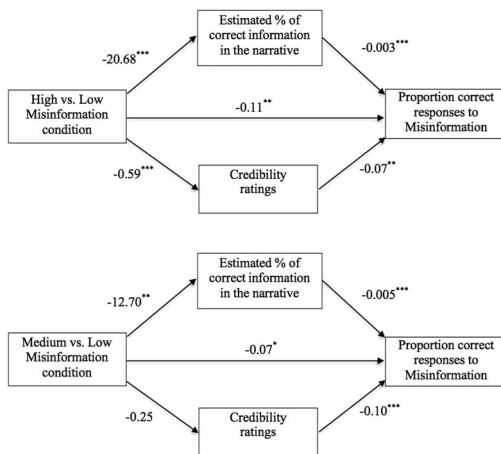 Estimated % of
correct information
in the narrative
-20.68***
-0.003***
High vs. Low
Misinformation
condition
-0.11**
Proportion correct
responses to
Misinformation
-0.59***
-0.07**
Credibility
ratings
Estimated % of
correct information
in the narrative
-12.70**
-0.005***
Medium vs. Low
Misinformation
condition
-0.07*
Proportion correct
responses to
Misinformation
-0.25
-0.10***
Credibility
ratings